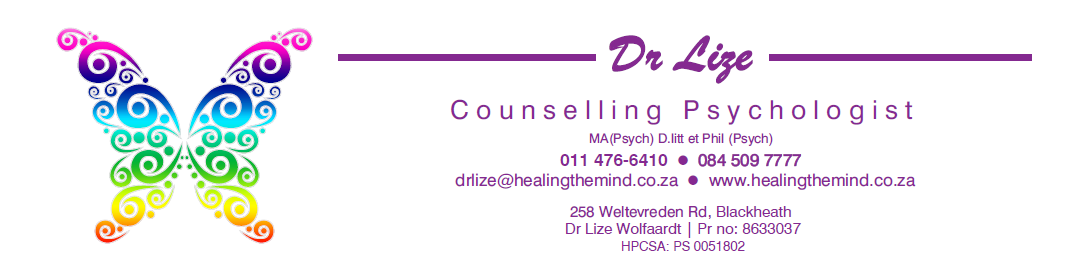 Dr Lize
Counselling Psychologist
MA(Psych) D.litt et Phil (Psych)
011 476-6410 ● 084 509 7777
drlize@healingthemind.co.za ● www.healingthemind.co.za
258 Weltevreden Rd, Blackheath
Dr Lize Wolfaardt | Pr no: 8633037
HPCSA: PS 0051802